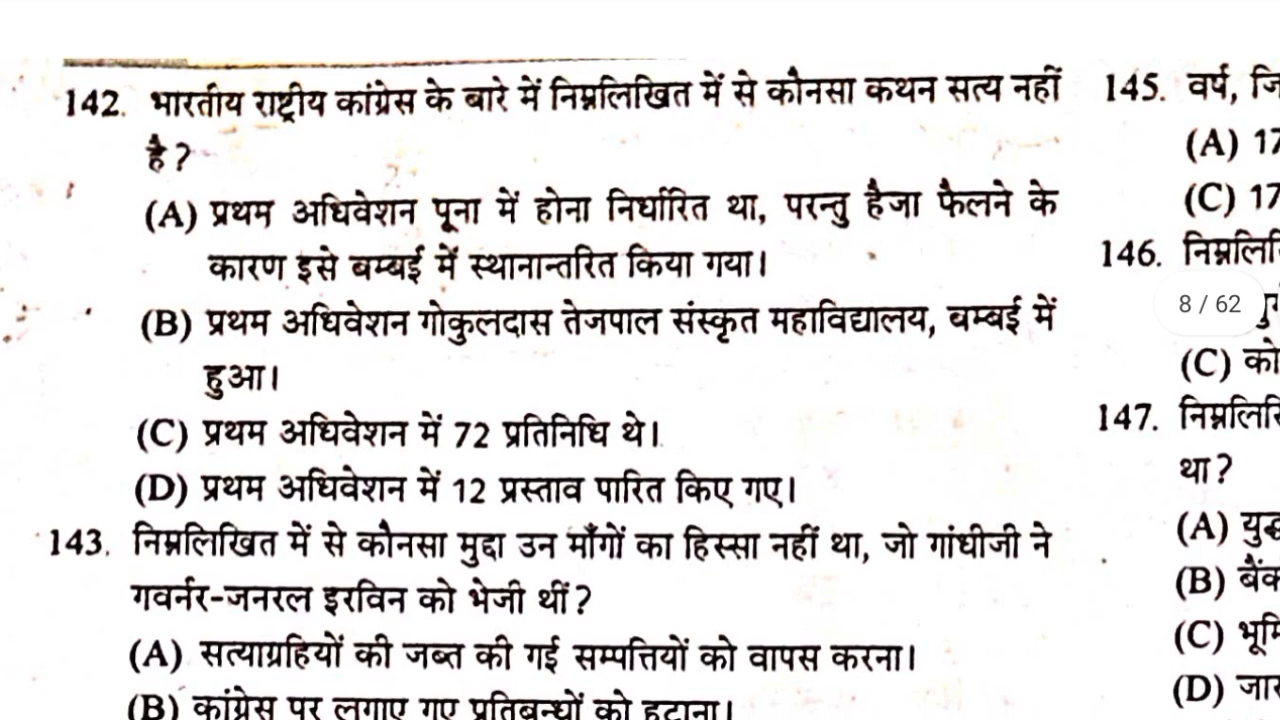 142. भारतीय राष्ट्रीय कांग्रेस के बारे में निम्नलिखित में से कौनसा कथन सत्य नहीं
है?
(A) प्रथम अधिवेशन पूना में होना निर्धारित था, परन्तु हैजा फैलने के
कारण इसे बम्बई में स्थानान्तरित किया गया।
(B) प्रथम अधिवेशन गोकुलदास तेजपाल संस्कृत महाविद्यालय, बम्बई में
हुआ।
(C) प्रथम अधिवेशन में 72 प्रतिनिधि थे।
(D) प्रथम अधिवेशन में 12 प्रस्ताव पारित किए गए।
143. निम्नलिखित में से कौनसा मुद्दा उन माँगों का हिस्सा नहीं था, जो गांधीजी ने
गवर्नर-जनरल इरविन को भेजी थीं?
(A) सत्याग्रहियों की जब्त की गई सम्पत्तियों को वापस करना।
(B) कांग्रेस पर लगाए गए प्रतिबन्धों को हटाना।
145. वर्ष, जि
(A) 17
(C) 17
146. निम्नलि
8 / 62
(C) को
147. निम्नलि
था?
(A) युद्ध
(B) बैंक
(C) भूमि
(D) जा